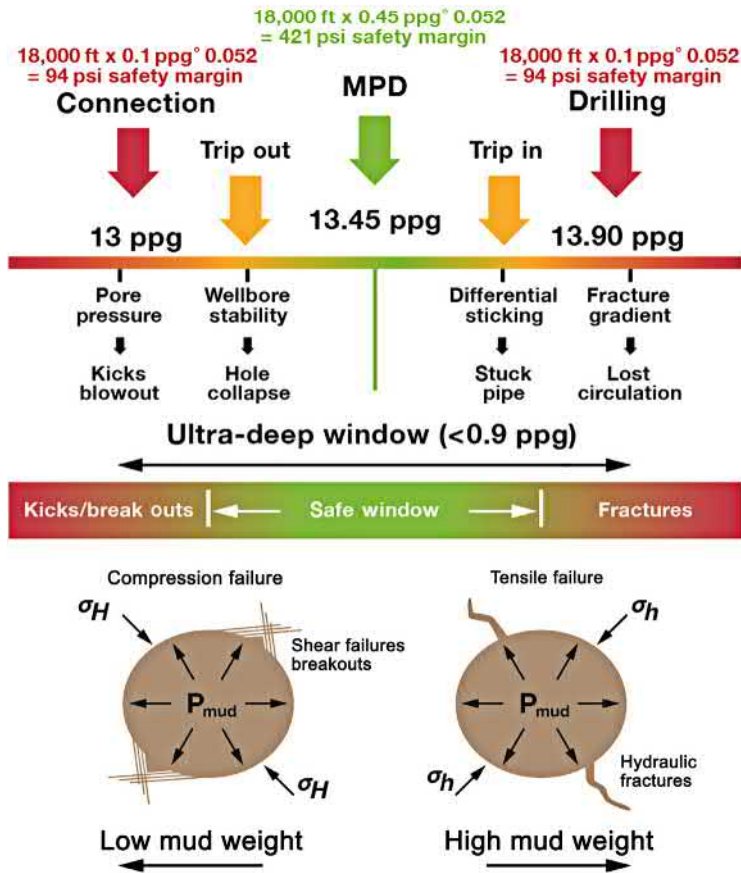 18,000 ft x 0.45 ppg° 0.052
= 421 psi safety margin
18,000 ft x 0.1 ppg° 0.052
= 94 psi safety margin
18,000 ft x 0.1 ppg° 0.052
= 94 psi safety margin
Connection
MPD
Drilling
Trip out
Trip in
13 ppg
13.45 ppg
13.90 ppg
Pore
pressure
Wellbore
stability
Differential
sticking
Fracture
gradient
Kicks
blowout
Hole
collapse
Stuck
pipe
Lost
circulation
Ultra-deep window (<0.9 ppg)
Kicks/break outs
Safe window
Fractures
Compression failure
σH
Shear failures
breakouts
Pmud
σH
Low mud weight
Tensile failure
σh
Pmud
σh
Hydraulic
fractures
High mud weight